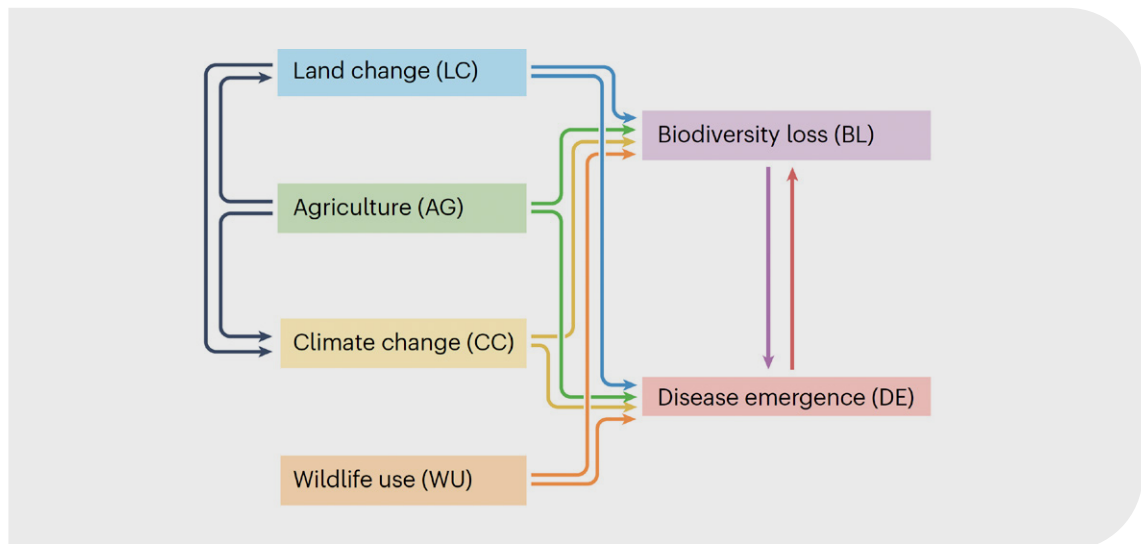 Land change (LC)
Biodiversity loss (BL)
Agriculture (AG)
Climate change (CC)
Disease emergence (DE)
Wildlife use (WU)